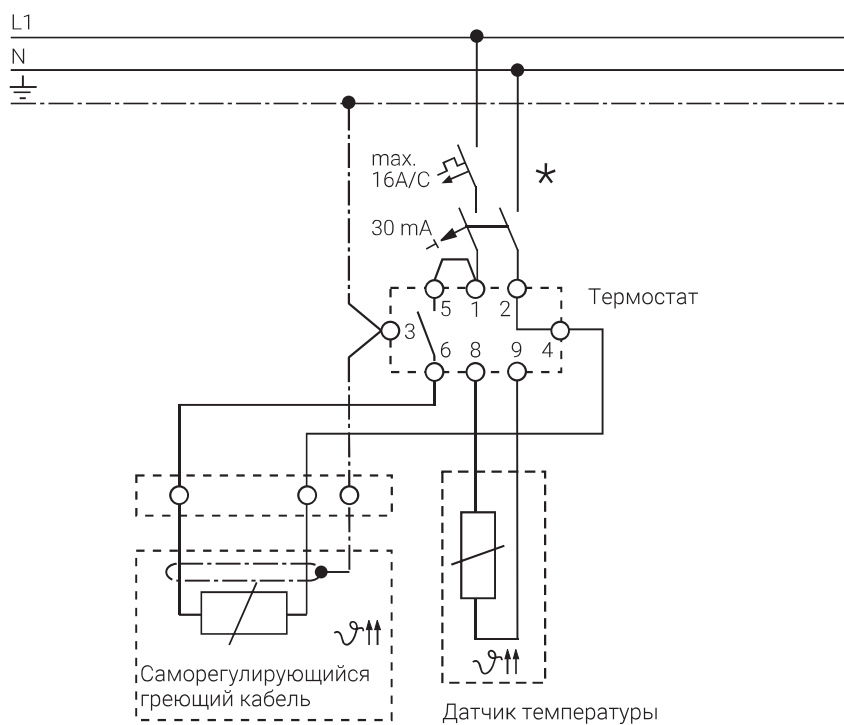 L1
N
max.
16A/C
*
30 mA
5 1 2
Термостат
3
6 8 9 4
ϑ
Саморегулирующийся
греющий кабель
ϑ
Датчик температуры